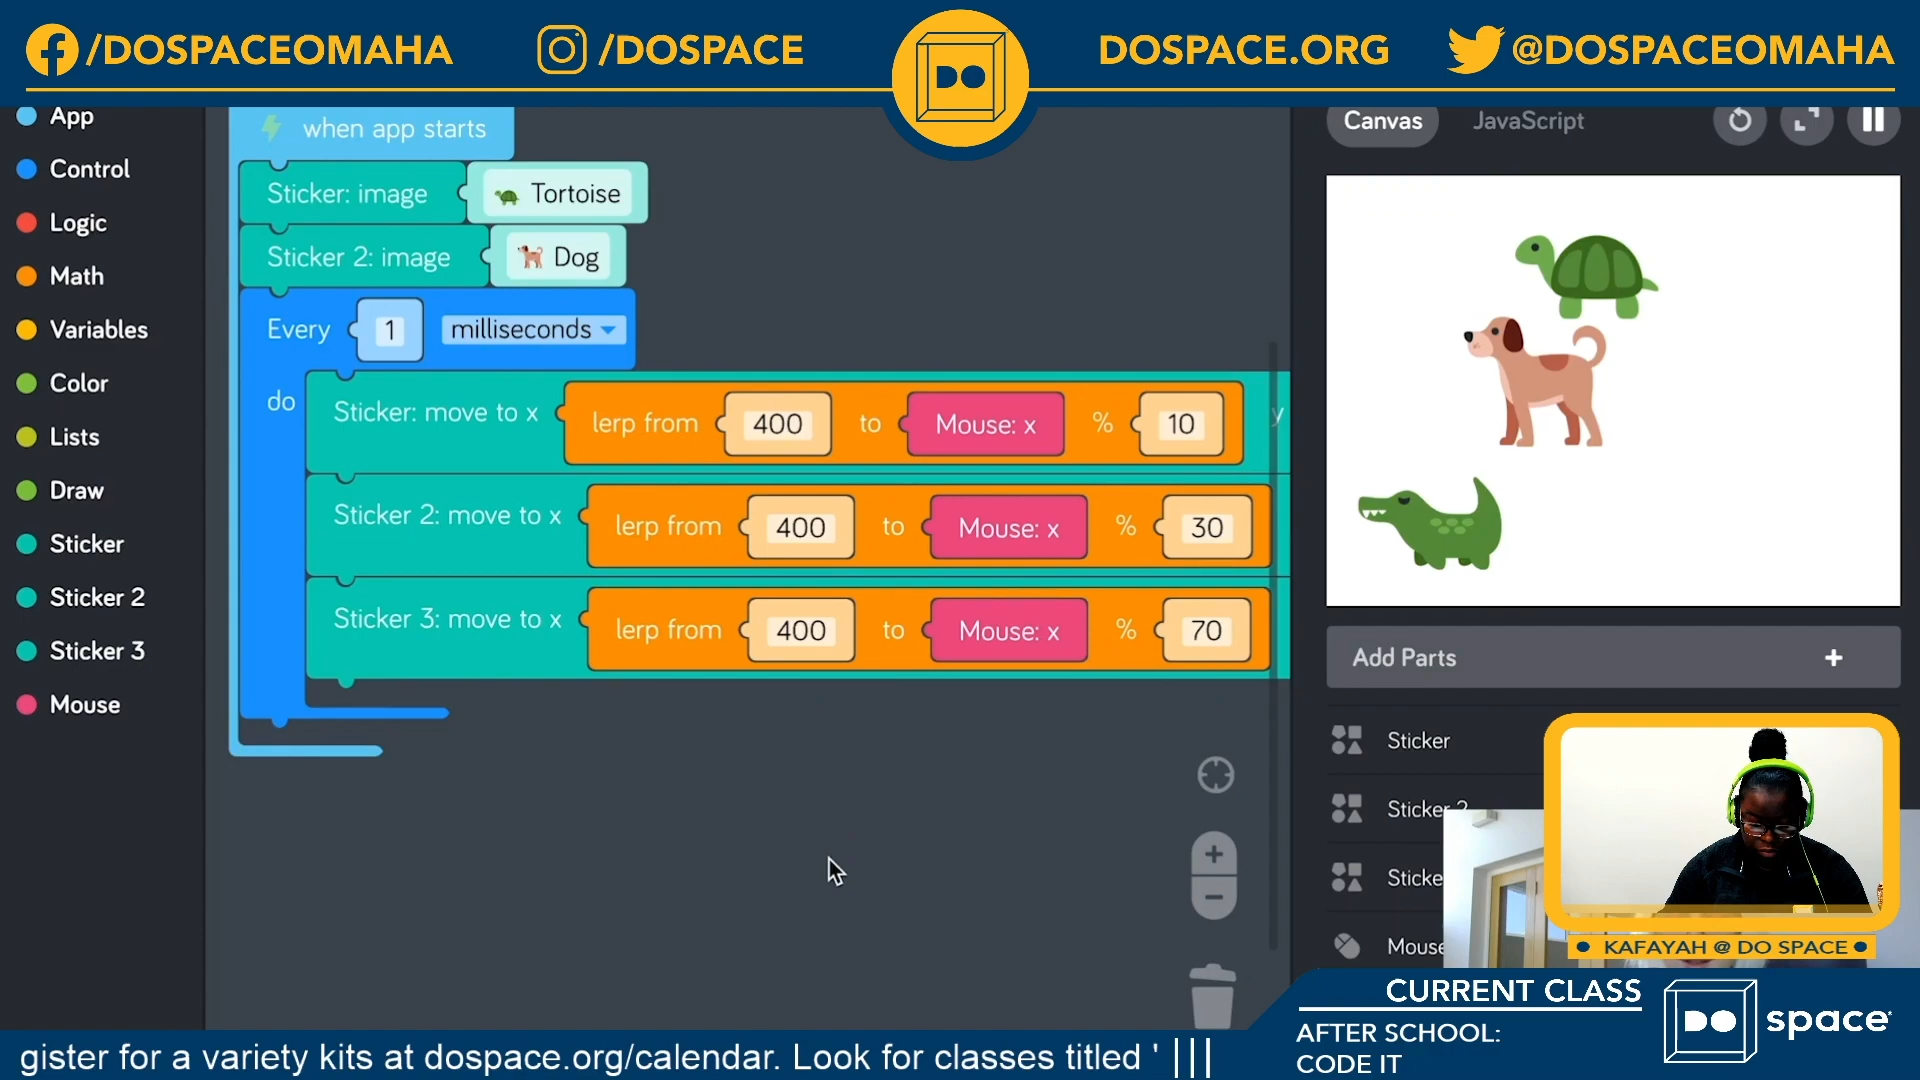 /DOSPACEOMAHA
/DOSPACE
DO
DOSPACE.ORG
@DOSPACEOMAHA
App
Control
Logic
Math
Variables
Color
Lists
Draw
Sticker
Sticker 2
Sticker 3
Mouse
when app starts
Sticker: image Tortoise
Sticker 2: image Dog
Every 1 milliseconds
do
Sticker: move to x lerp from 400 to Mouse: x % 10 y
Sticker 2: move to x lerp from 400 to Mouse: x % 30
Sticker 3: move to x lerp from 400 to Mouse: x % 70
Canvas JavaScript
Add Parts +
Sticker
Sticker 2
Sticke
Mouse
KAFAYAH @ DO SPACE
CURRENT CLASS
AFTER SCHOOL:
CODE IT
DO space
gister for a variety kits at dospace.org/calendar. Look for classes titled ' |||